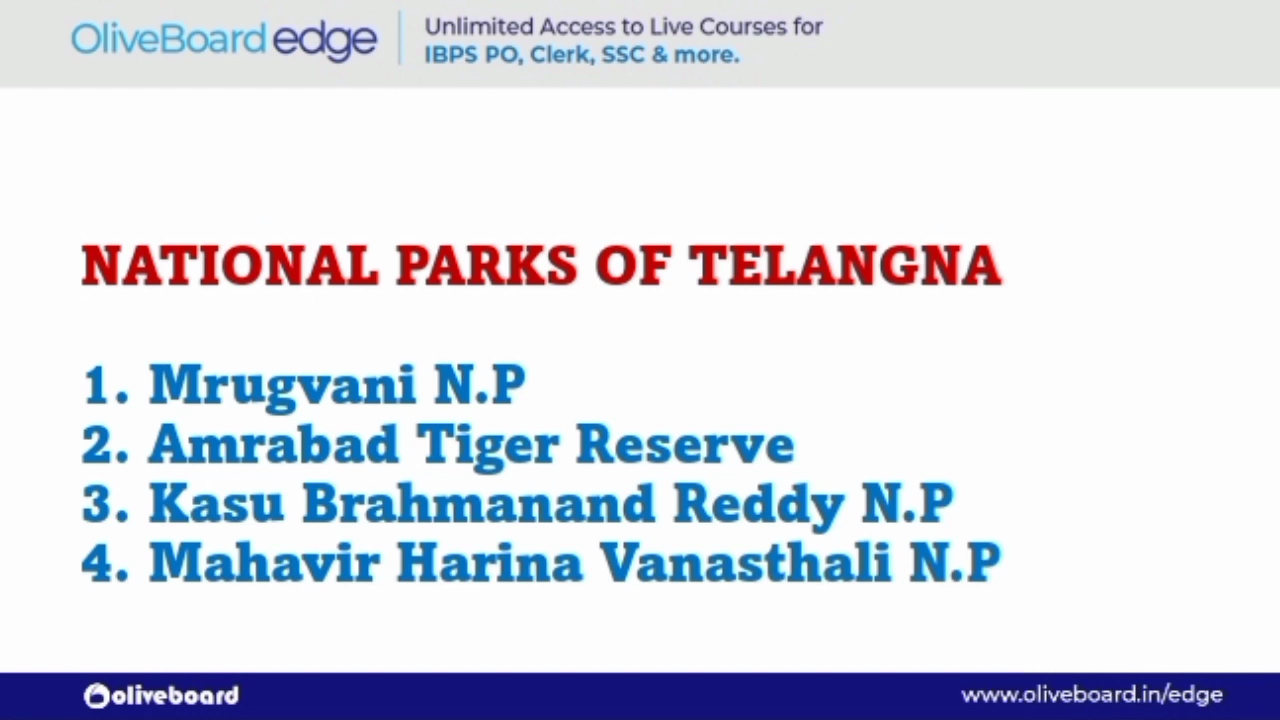 OliveBoard edge
Unlimited Access to Live Courses for
IBPS PO, Clerk, SSC & more.
NATIONAL PARKS OF TELANGNA
1. Mrugvani N.P
2. Amrabad Tiger Reserve
3. Kasu Brahmanand Reddy N.P
4. Mahavir Harina Vanasthali N.P
oliveboard
www.oliveboard.in/edge